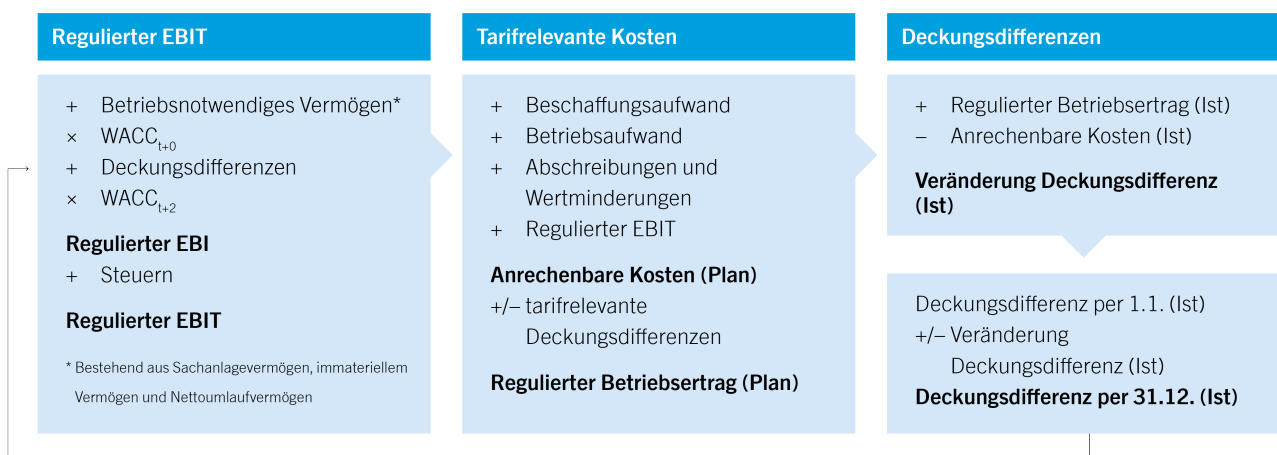 Regulierter EBIT
+ Betriebsnotwendiges Vermögen*
× WACCt+0
+ Deckungsdifferenzen
× WACCt+2
Regulierter EBI
+ Steuern
Regulierter EBIT
* Bestehend aus Sachanlagevermögen, immateriellem
Vermögen und Nettoumlaufvermögen
Tarifrelevante Kosten
+ Beschaffungsaufwand
+ Betriebsaufwand
+ Abschreibungen und
Wertminderungen
+ Regulierter EBIT
Anrechenbare Kosten (Plan)
+/– tarifrelevante
Deckungsdifferenzen
Regulierter Betriebsertrag (Plan)
Deckungsdifferenzen
+ Regulierter Betriebsertrag (Ist)
– Anrechenbare Kosten (Ist)
Veränderung Deckungsdifferenz
(Ist)
Deckungsdifferenz per 1.1. (Ist)
+/– Veränderung
Deckungsdifferenz (Ist)
Deckungsdifferenz per 31.12. (Ist)